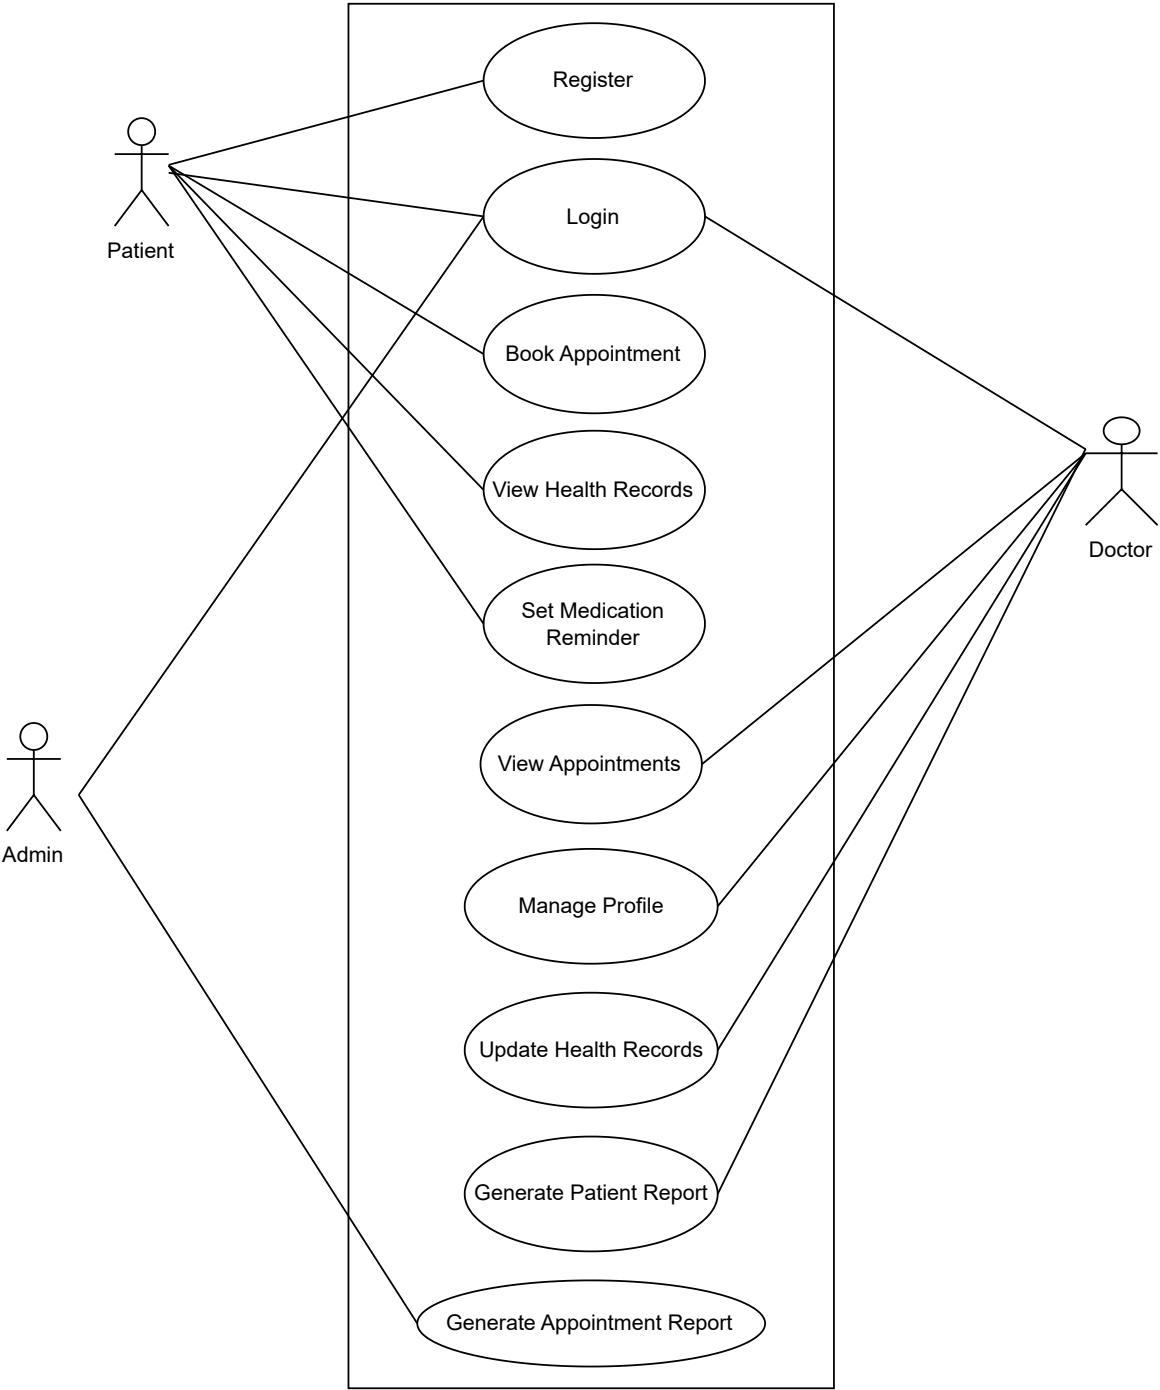 Register
Patient
Login
Book Appointment
View Health Records
Doctor
Set Medication
Reminder
View Appointments
Admin
Manage Profile
Update Health Records
Generate Patient Report
Generate Appointment Report